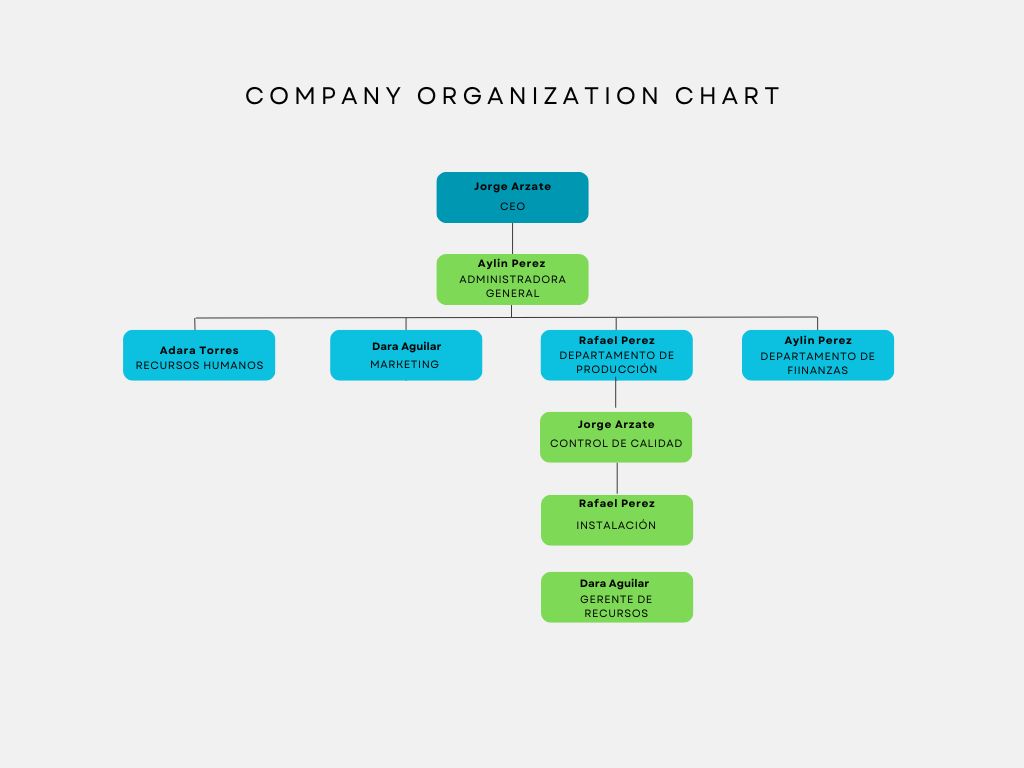 COMPANY ORGANIZATION CHART
Jorge Arzate
CEO
Aylin Perez
ADMINISTRADORA
GENERAL
Adara Torres
RECURSOS HUMANOS
Dara Aguilar
MARKETING
Rafael Perez
DEPARTAMENTO DE
PRODUCCIÓN
Aylin Perez
DEPARTAMENTO DE
FIINANZAS
Jorge Arzate
CONTROL DE CALIDAD
Rafael Perez
INSTALACIÓN
Dara Aguilar
GERENTE DE
RECURSOS